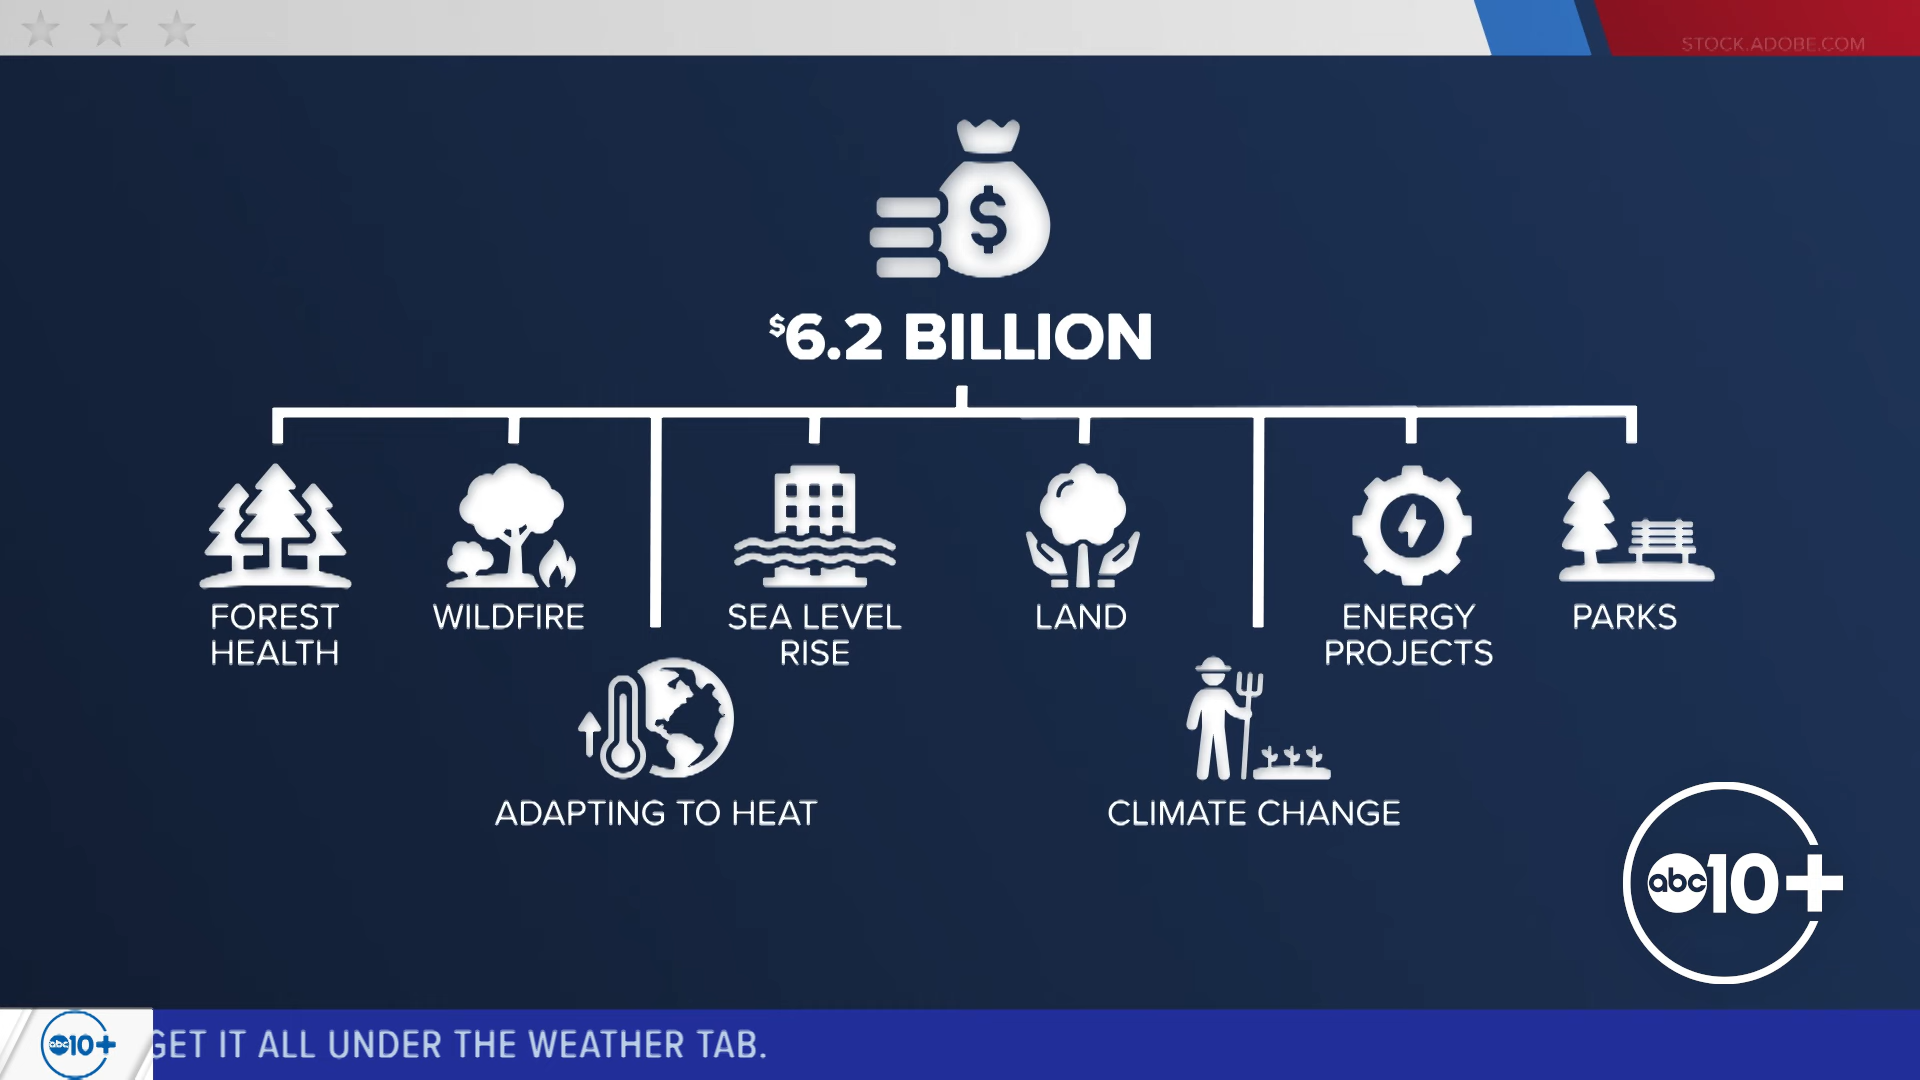 STOCK.ADOBE.COM
$
$6.2 BILLION
FOREST
HEALTH
WILDFIRE
SEA LEVEL
RISE
LAND
ENERGY
PROJECTS
PARKS
ADAPTING TO HEAT
CLIMATE CHANGE
abc10+
abc10+ GET IT ALL UNDER THE WEATHER TAB.